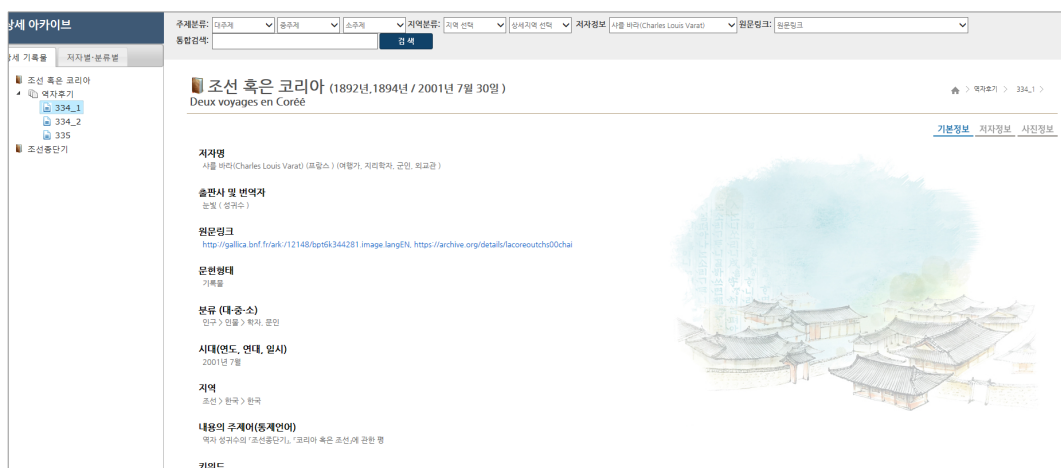 상세 아카이브
주제분류: 대주제 중주제 소주제 지역분류: 지역 선택 상세지역 선택 저자정보 샤를 바라(Charles Louis Varat) 원문링크: 원문링크
통합검색: 검 색
상세 기록물 저자별·분류별
조선 혹은 코리아
역자후기
334_1
334_2
335
조선종단기
조선 혹은 코리아 (1892년,1894년 / 2001년 7월 30일 )
Deux voyages en Coréé
> 역자후기 > 334_1 >
기본정보 저자정보 사진정보
저자명
샤를 바라(Charles Louis Varat) (프랑스 ) (여행가, 지리학자, 군인, 외교관 )
출판사 및 번역자
눈빛 ( 성귀수 )
원문링크
http://gallica.bnf.fr/ark:/12148/bpt6k344281.image.langEN, https://archive.org/details/lacoreoutchs00chai
문헌형태
기록물
분류 (대-중-소)
인구 > 인물 > 학자, 문인
시대(연도, 연대, 일시)
2001년 7월
지역
조선 > 한국 > 한국
내용의 주제어(통제언어)
역자 성귀수의 『조선종단기』, 『코리아 혹은 조선』에 관한 평
키워드